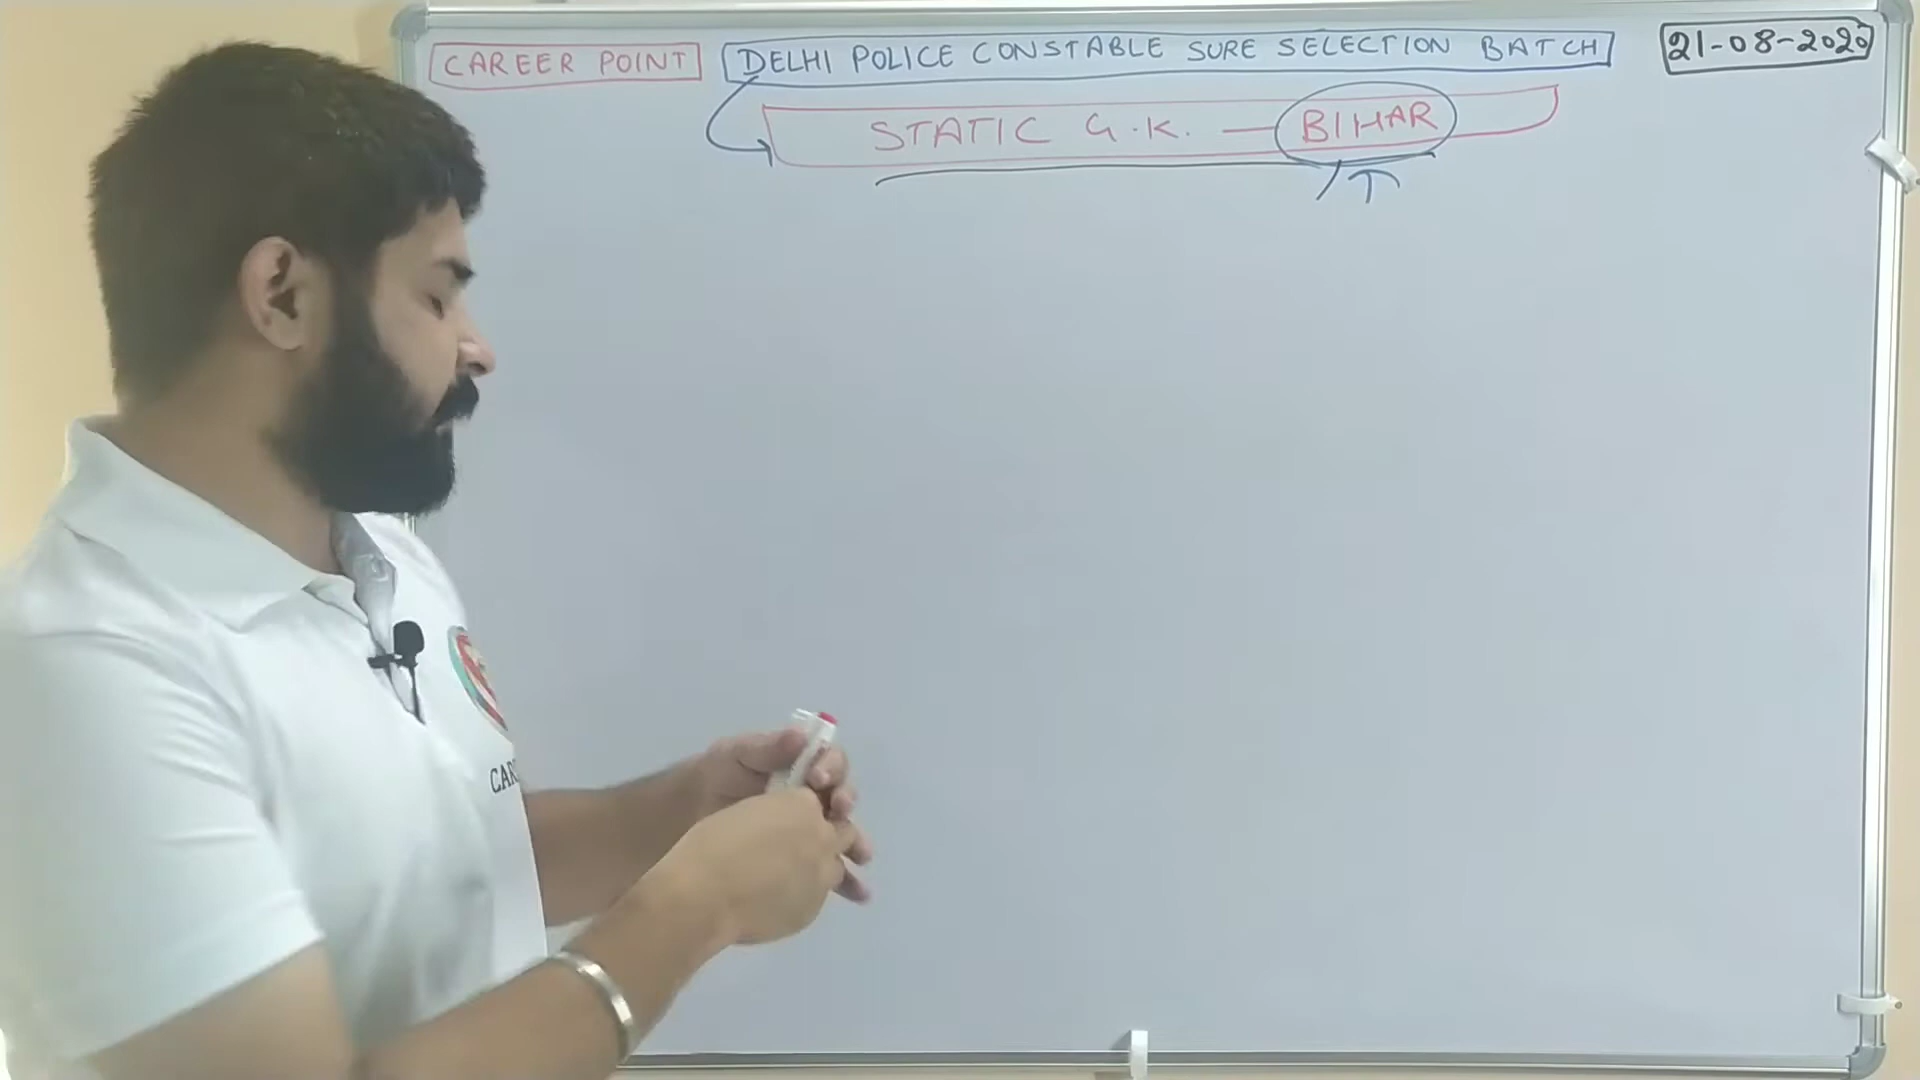 CAREER POINT DELHI POLICE CONSTABLE SURE SELECTION BATCH 21-08-2020
STATIC G.K. — BIHAR